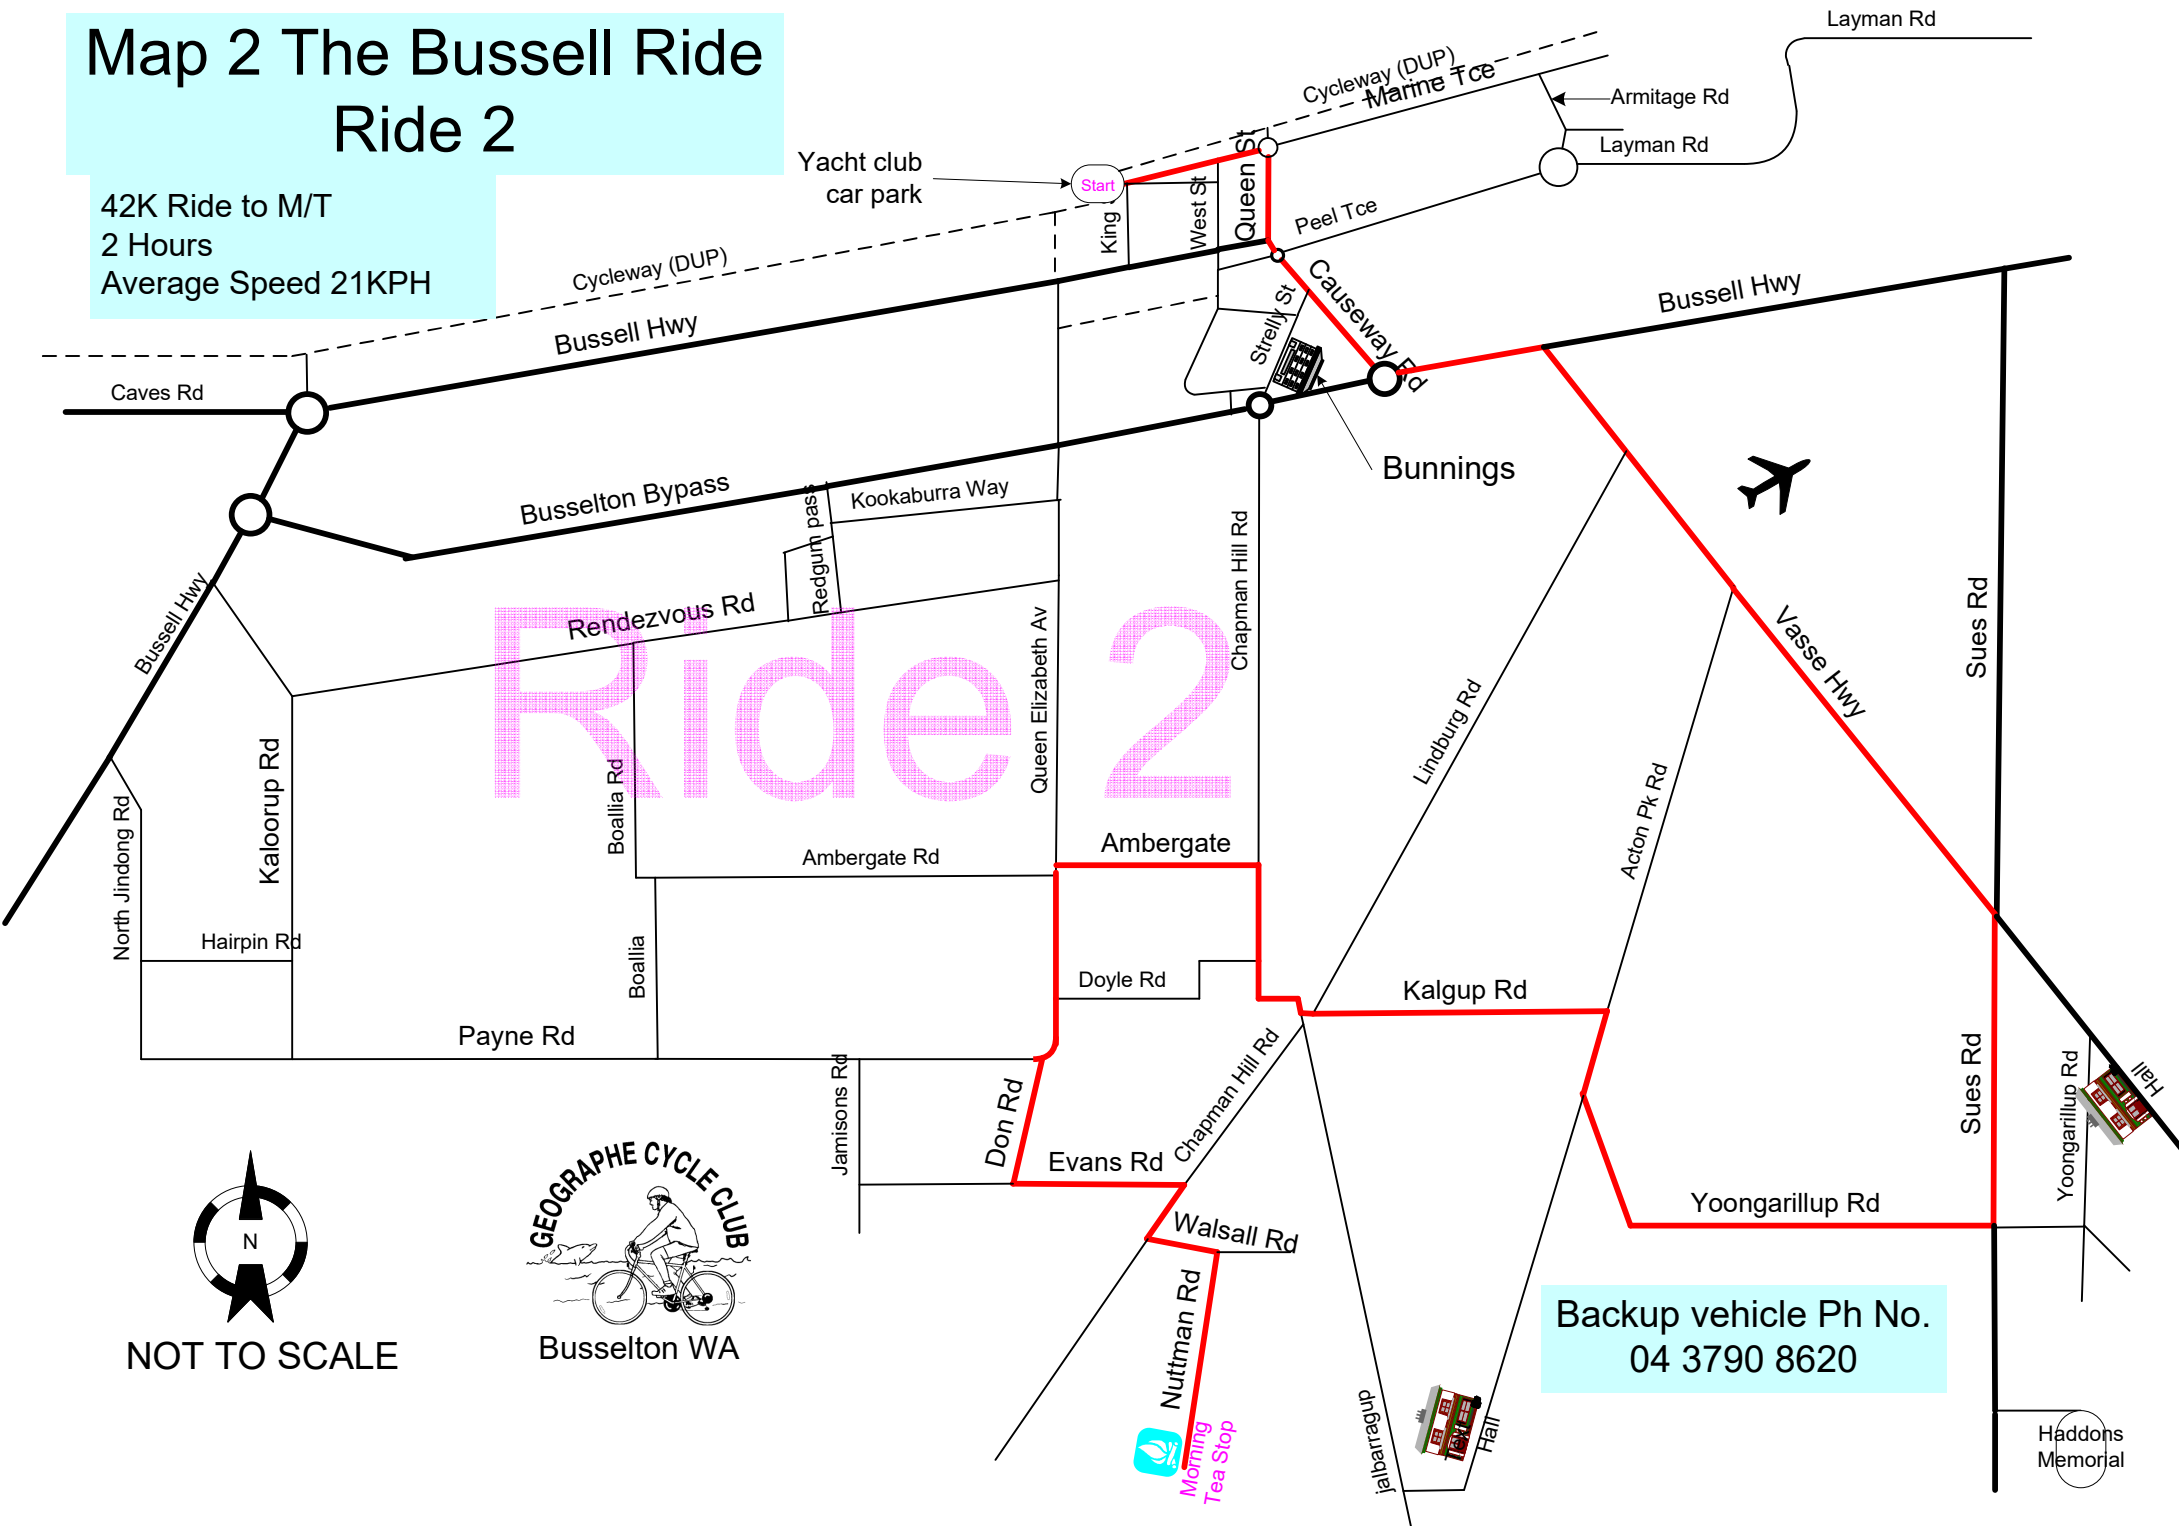 Map 2 The Bussell Ride
Ride 2
42K Ride to M/T
2 Hours
Average Speed 21KPH
Layman Rd
Cycleway (DUP)
Marine Tce
Armitage Rd
Layman Rd
Yacht club
car park
Start
King
West St
Queen St
Peel Tce
Cycleway (DUP)
Bussell Hwy
Strelly St
Causeway Rd
Bussell Hwy
Caves Rd
Bunnings
Busselton Bypass
Redgum pass
Kookaburra Way
Chapman Hill Rd
Bussell Hwy
Rendezvous Rd
Queen Elizabeth Av
Ride 2
Sues Rd
Vasse Hwy
Lindburg Rd
Acton Pk Rd
North Jindong Rd
Kaloorup Rd
Boallia Rd
Ambergate Rd
Ambergate
Hairpin Rd
Boallia
Doyle Rd
Kalgup Rd
Payne Rd
Jamisons Rd
Don Rd
Chapman Hill Rd
Sues Rd
Yoongarillup Rd
Hall
Evans Rd
Walsall Rd
Yoongarillup Rd
Nuttman Rd
N
NOT TO SCALE
GEOGRAPHE CYCLE CLUB
Busselton WA
Backup vehicle Ph No.
04 3790 8620
Morning
Tea Stop
jalbarragup
Hall
Haddons
Memorial